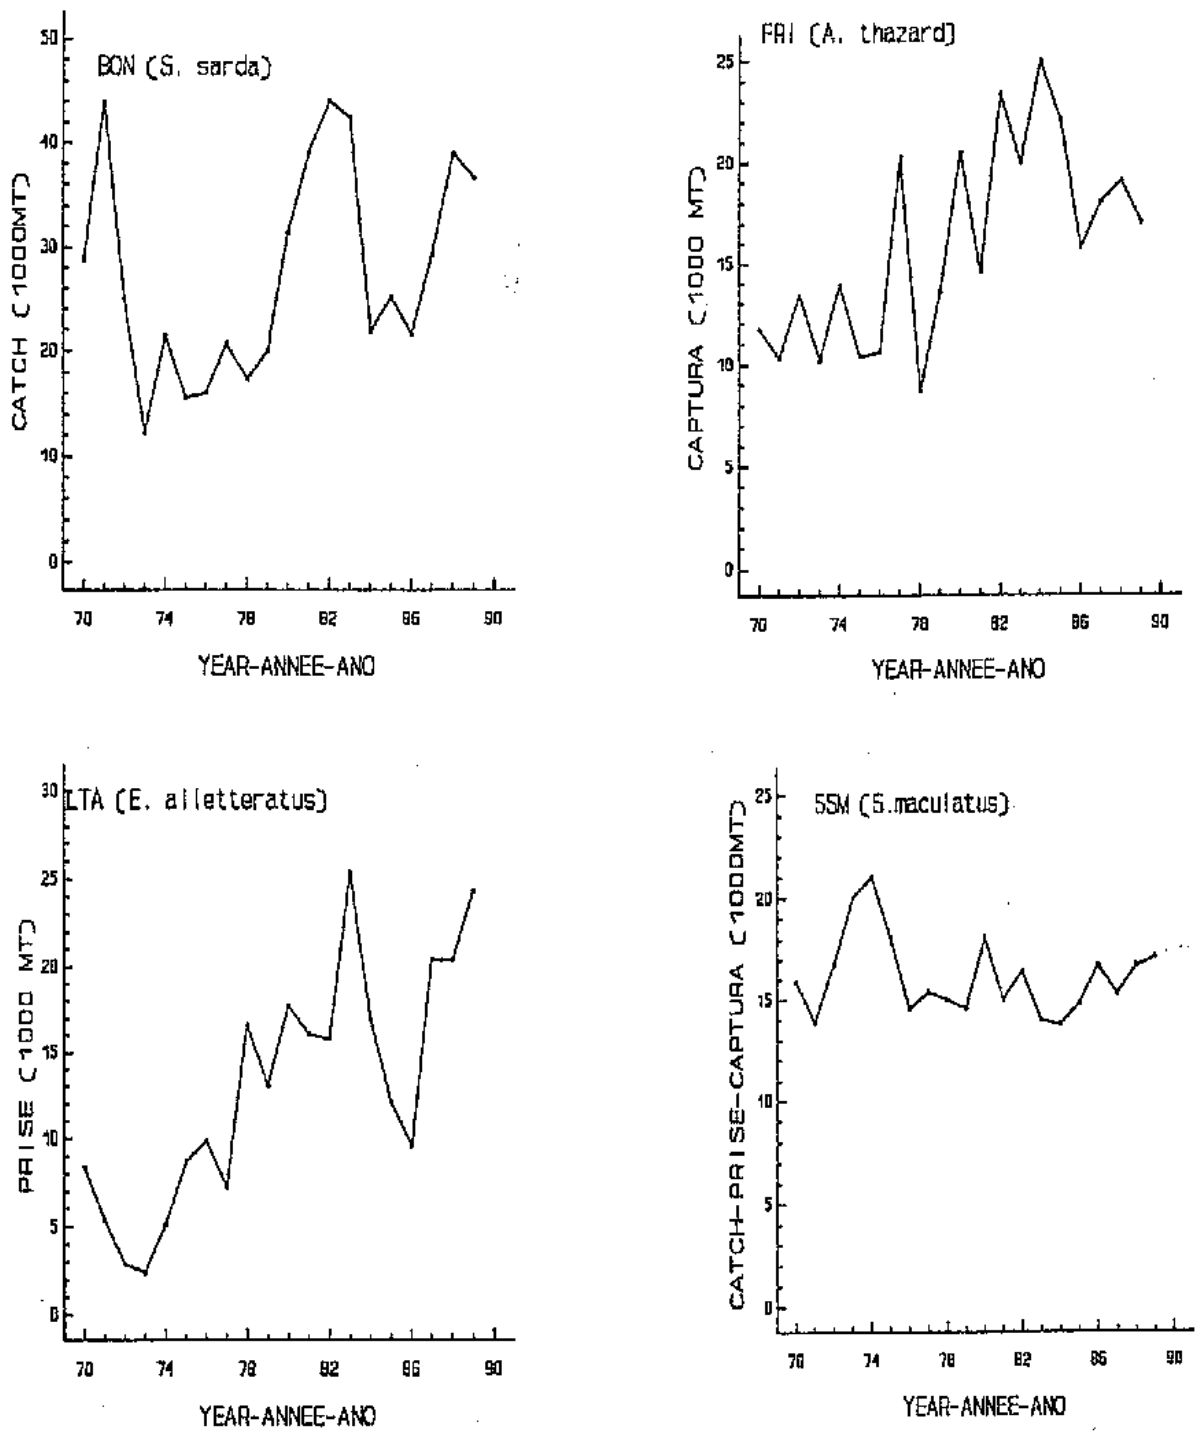 BON (S. sarda)
CATCH (1000MT)
50
40
30
20
10
0
70 74 78 82 86 90
YEAR-ANNEE-ANO
FRI (A. thazard)
CAPTURA (1000 MT)
25
20
15
10
5
0
70 74 78 82 86 90
YEAR-ANNEE-ANO
LTA (E. alletteratus)
PRISE (1000 MT)
30
25
20
15
10
5
0
70 74 78 82 86 90
YEAR-ANNEE-ANO
SSM (S.maculatus)
CATCH-PRISE-CAPTURA (1000MT)
25
20
15
10
5
0
70 74 78 82 86 90
YEAR-ANNEE-ANO